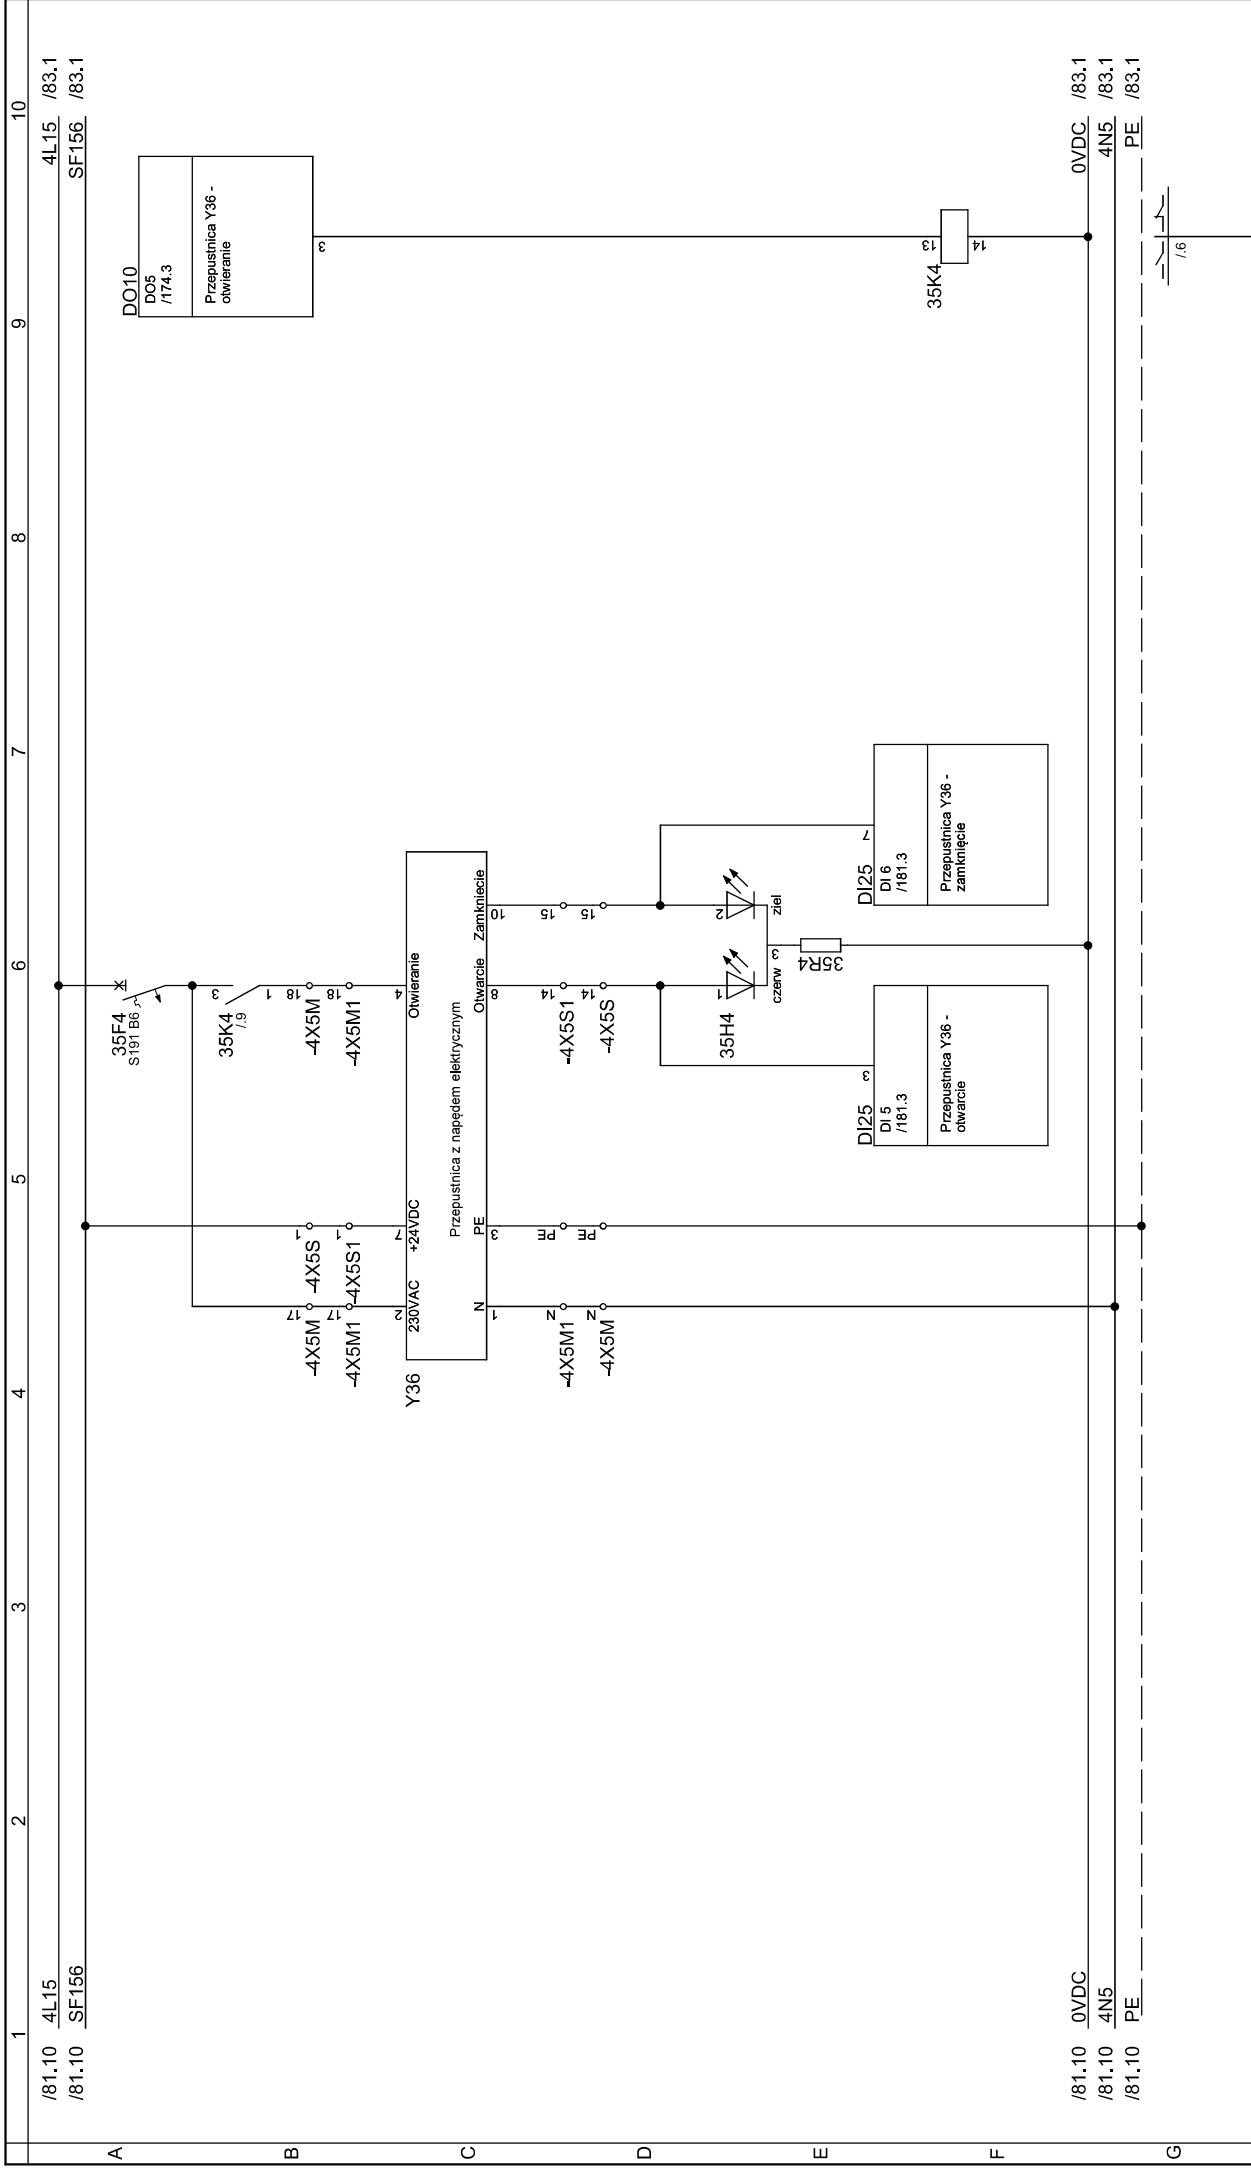 1
2
3
4
5
6
7
8
9
10
/81.10 4L15
4L15 /83.1
/81.10 SF156
SF156 /83.1
A
B
C
D
E
F
G
35F4
S191 B6
DO10
DO5
/174.3
Przepustnica Y36 -
otwieranie
3
35K4
/.9
3
1
17
-4X5M
17
-4X5M1
1
-4X5S
1
-4X5S1
18
-4X5M
18
-4X5M1
Y36
2
230VAC
7
+24VDC
4
Otwieranie
Przepustnica z napędem elektrycznym
N
1
PE
3
Otwarcie
8
Zamkniecie
10
N
-4X5M1
N
-4X5M
PE
PE
14
-4X5S1
14
-4X5S
15
15
35H4
1
2
czerw
3
ziel
35R4
DI25
DI 5
/181.3
3
Przepustnica Y36 -
otwarcie
DI25
DI 6
/181.3
7
Przepustnica Y36 -
zamknięcie
35K4
13
14
/81.10 0VDC
0VDC /83.1
/81.10 4N5
4N5 /83.1
/81.10 PE
PE /83.1
/.6